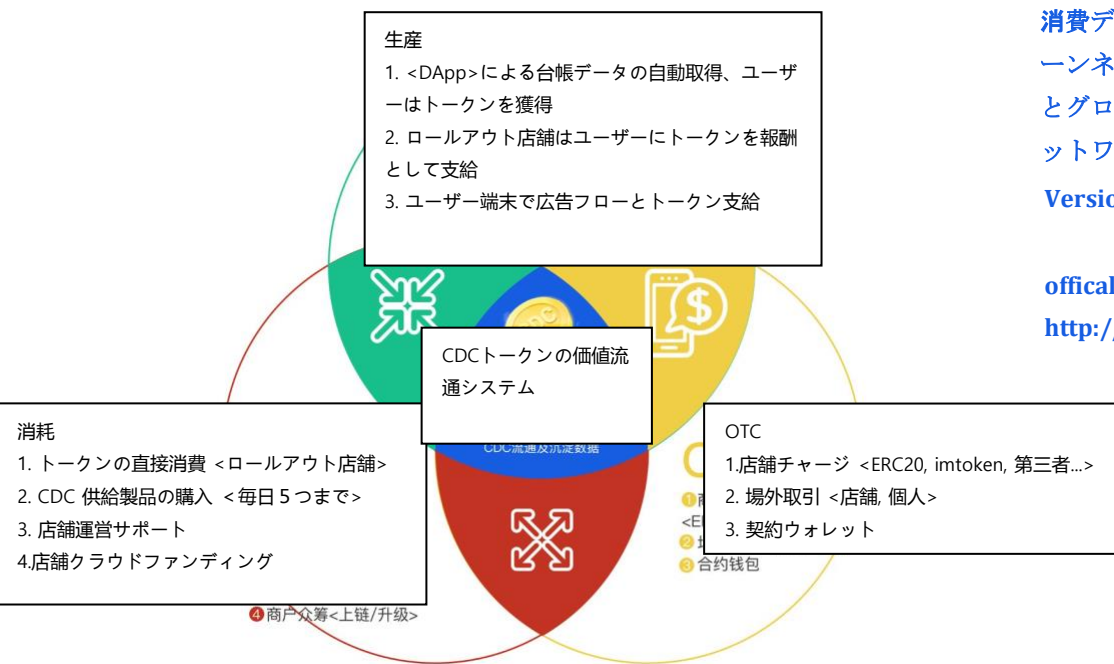 生産
1. <DApp>による台帳データの自動取得、ユーザ
ーはトークンを獲得
2. ロールアウト店舗はユーザーにトークンを報酬
として支給
3. ユーザー端末で広告フローとトークン支給
消費デ
ーンネ
とグロ
ットワ
Versio
offical
http:/
CDC
CDCトークンの価値流
通システム
CDC流通及沉淀数据
消耗
1. トークンの直接消費 <ロールアウト店舗>
2. CDC 供給製品の購入 <毎日５つまで>
3. 店舗運営サポート
4.店舗クラウドファンディング
4 商户众筹<上链/升级>
OTC
1.店舗チャージ <ERC20, imtoken, 第三者...>
2. 場外取引 <店舗, 個人>
3. 契約ウォレット
1
<E
2
3 合约钱包